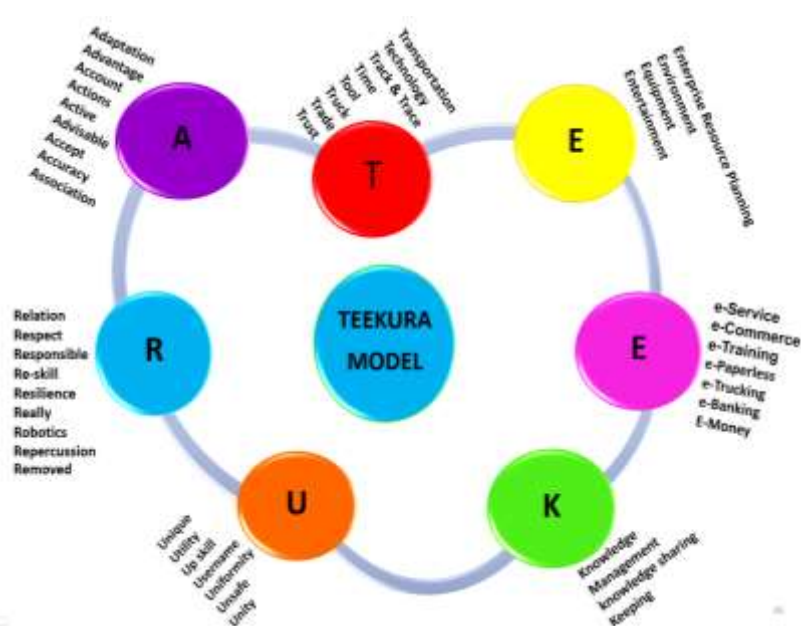 TEEKURA
MODEL
T
Trust
Trade
Truck
Tool
Time
Track & Trace
Technology
Transportation
E
Enterprise Resource Planning
Environment
Equipment
Entertainment
E
e-Service
e-Commerce
e-Training
e-Paperless
e-Trucking
e-Banking
E-Money
K
Knowledge
Management
knowledge sharing
Keeping
U
Unique
Utility
Up skill
Username
Uniformity
Unsafe
Unity
R
Relation
Respect
Responsible
Re-skill
Resilience
Really
Robotics
Repercussion
Removed
A
Adaptation
Advantage
Account
Actions
Active
Advisable
Accept
Accuracy
Association